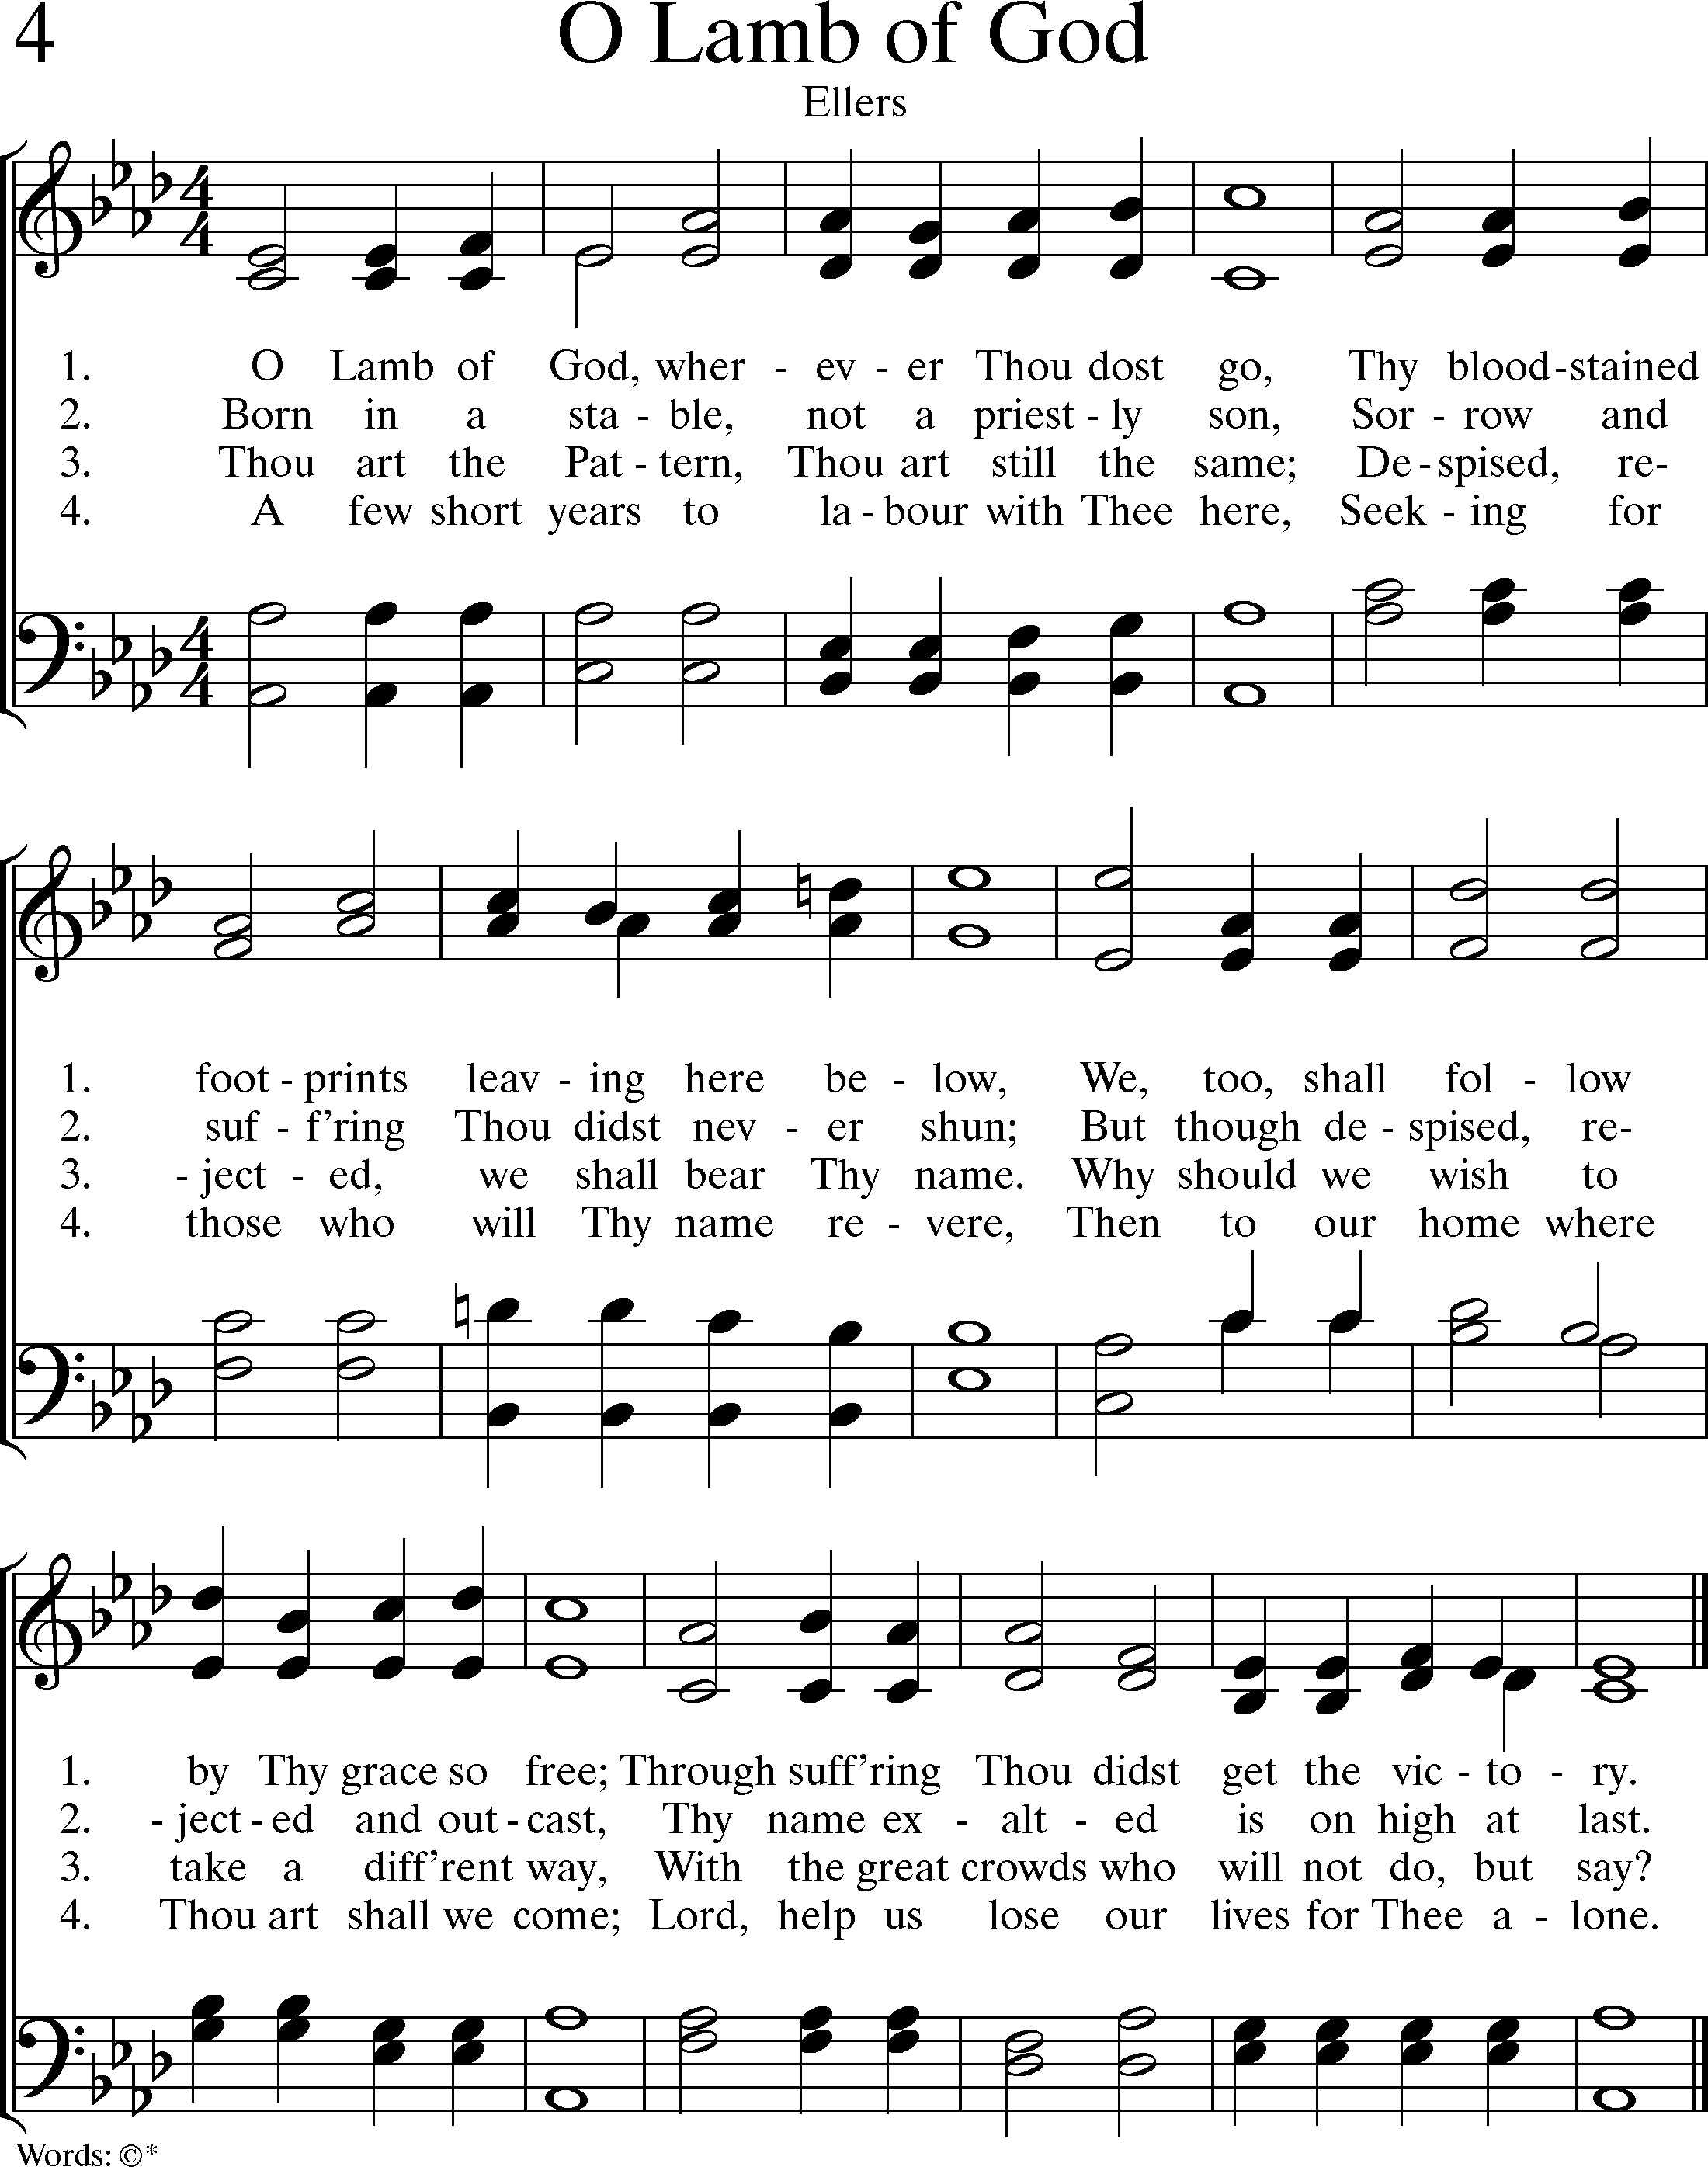 4
O Lamb of God
Ellers
1. O Lamb of God, wher - ev - er Thou dost go, Thy blood-stained
2. Born in a sta - ble, not a priest - ly son, Sor - row and
3. Thou art the Pat - tern, Thou art still the same; De - spised, re-
4. A few short years to la - bour with Thee here, Seek - ing for
1. foot - prints leav - ing here be - low, We, too, shall fol - low
2. suf - f'ring Thou didst nev - er shun; But though de - spised, re-
3. - ject - ed, we shall bear Thy name. Why should we wish to
4. those who will Thy name re - vere, Then to our home where
1. by Thy grace so free; Through suff'ring Thou didst get the vic - to - ry.
2. - ject - ed and out - cast, Thy name ex - alt - ed is on high at last.
3. take a diff'rent way, With the great crowds who will not do, but say?
4. Thou art shall we come; Lord, help us lose our lives for Thee a - lone.
Words: ©*